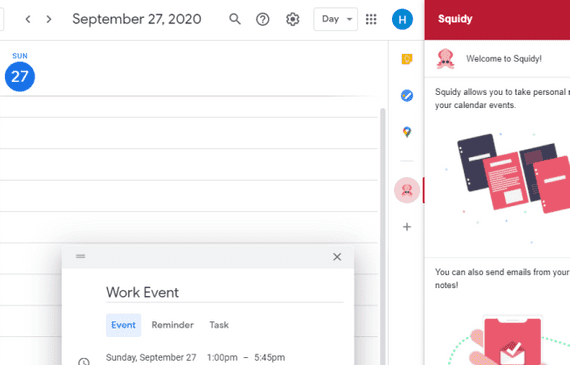 September 27, 2020
Day
H
Squidy
SUN
27
Welcome to Squidy!
Squidy allows you to take personal
your calendar events.
You can also send emails from your
notes!
Work Event
Event Reminder Task
Sunday, September 27 1:00pm – 5:45pm